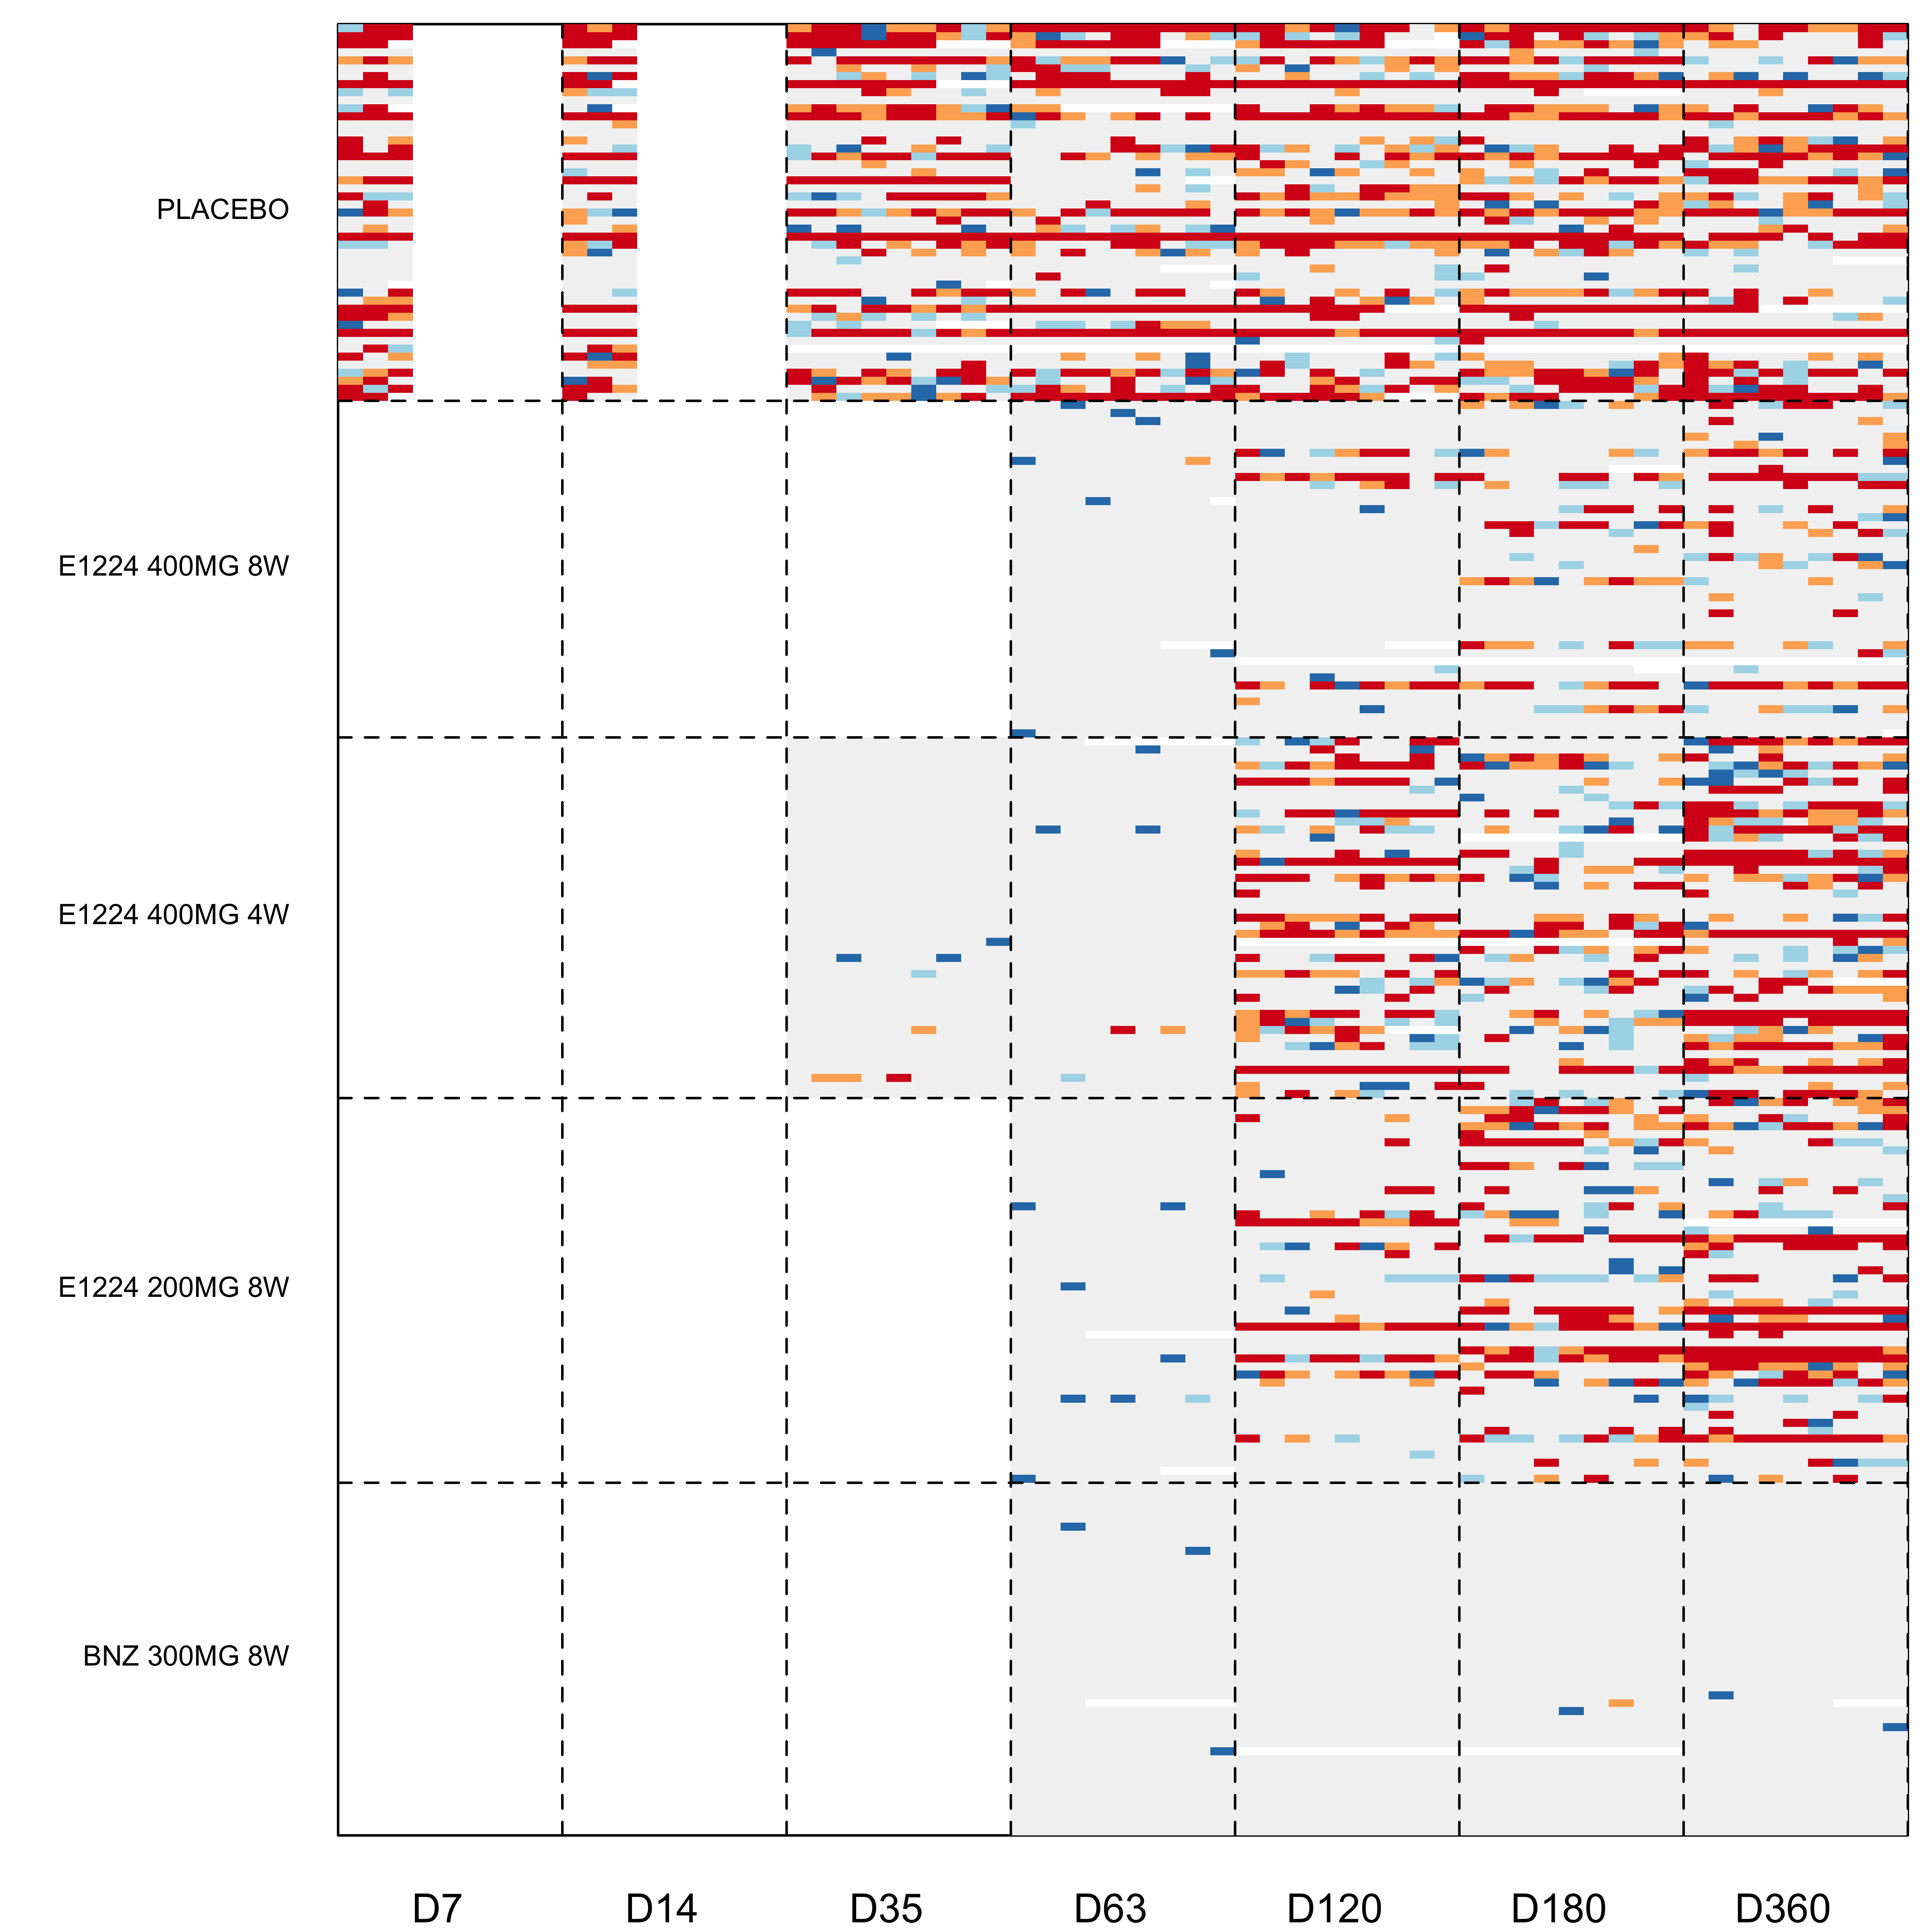 PLACEBO
E1224 400MG 8W
E1224 400MG 4W
E1224 200MG 8W
BNZ 300MG 8W
D7 D14 D35 D63 D120 D180 D360